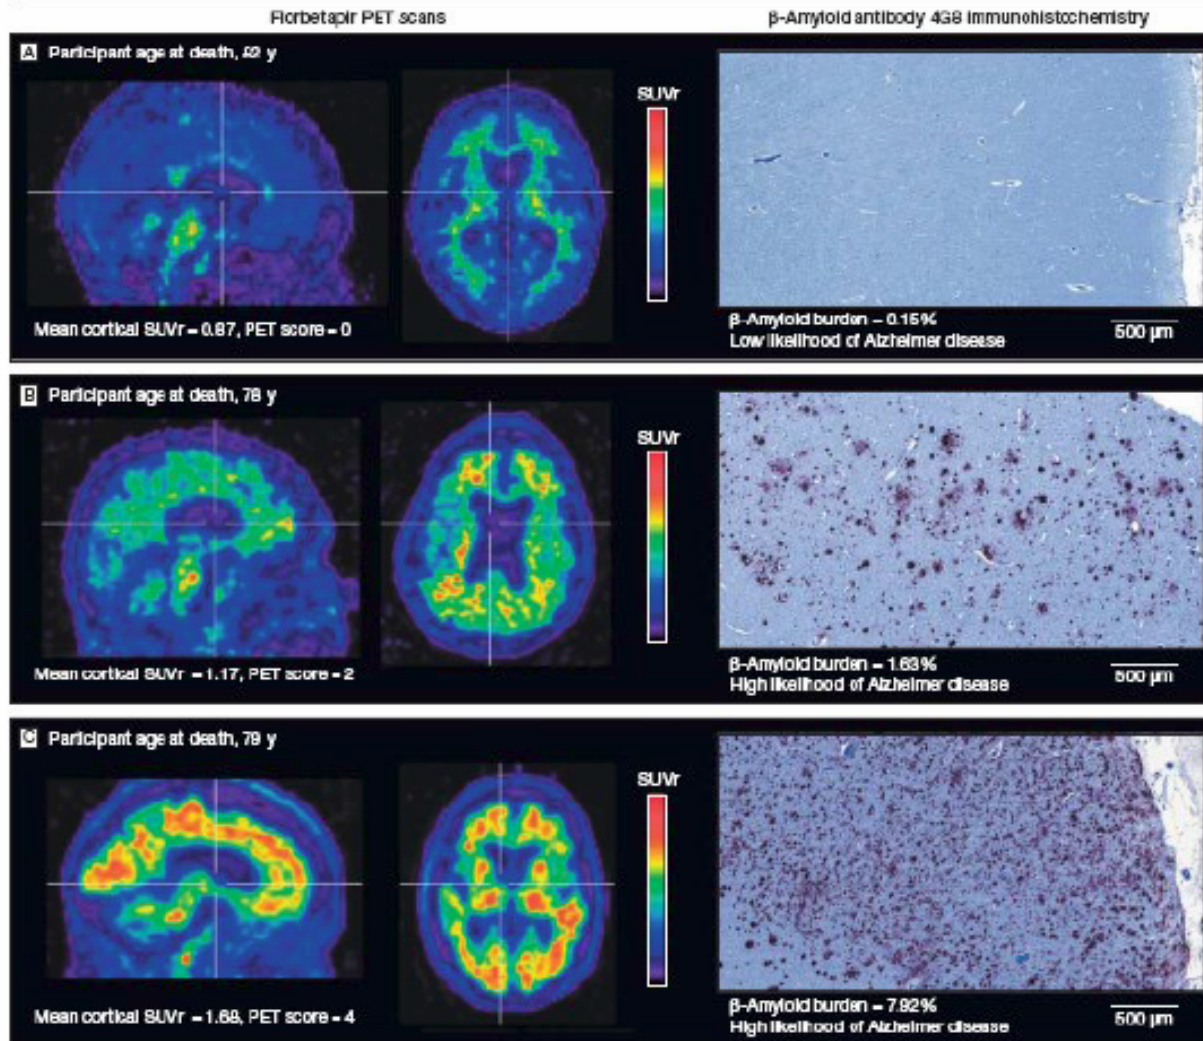 Florbetapir PET scans
β-Amyloid antibody 4G8 immunohistochemistry
A Participant age at death, 82 y
SUVr
Mean cortical SUVr = 0.87, PET score = 0
β-Amyloid burden = 0.15%
Low likelihood of Alzheimer disease
500 μm
B Participant age at death, 78 y
SUVr
Mean cortical SUVr = 1.17, PET score = 2
β-Amyloid burden = 1.63%
High likelihood of Alzheimer disease
500 μm
C Participant age at death, 79 y
SUVr
Mean cortical SUVr = 1.68, PET score = 4
β-Amyloid burden = 7.92%
High likelihood of Alzheimer disease
500 μm